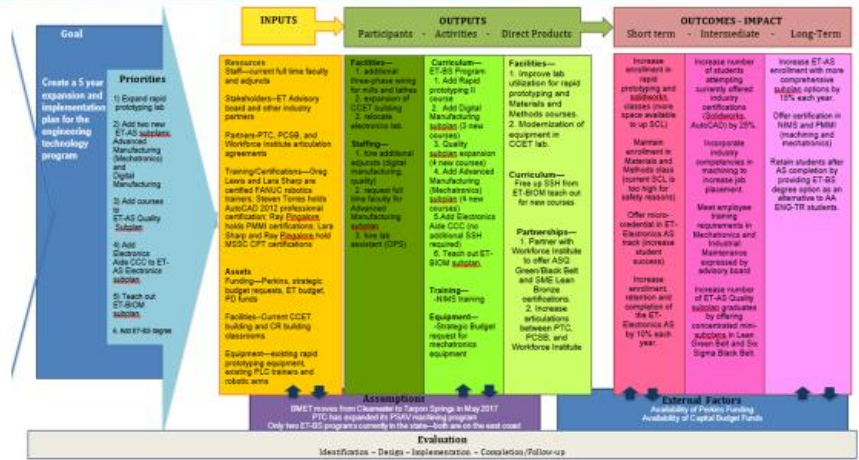 Goal
Create a 5 year
expansion and
implementation
plan for the
engineering
technology
program
Priorities
1) Expand rapid
prototyping lab
2) Add two new
ET-AS subplans:
Advanced
Manufacturing
(Mechatronics)
and
Digital
Manufacturing
3) Add courses
to
ET-AS Quality
Subplan
4) Add
Electronics
Aide CCC to ET-
AS Electronics
subplan.
5) Teach out
ET-BIOM
subplan.
6. Add ET-BS degree
INPUTS
Resources
Staff—current full time faculty
and adjuncts
Stakeholders—ET Advisory
Board and other industry
partners
Partners-PTC, PCSB, and
Workforce Institute articulation
agreements
Training/Certifications—Greg
Lewis and Lara Sharp are
certified FANUC robotics
trainers, Steven Torres holds
AutoCAD 2012 professional
certification; Ray Pingalore
holds PMMI certifications, Lara
Sharp and Ray Pingalore hold
MSSC CPT certifications
Assets
Funding—Perkins, strategic
budget requests, ET budget,
PD funds
Facilities—Current CCET
building and CR building
classrooms
Equipment—existing rapid
prototyping equipment,
existing PLC trainers and
robotic arms
OUTPUTS
Participants - Activities - Direct Products
Facilities—
1. additional
three-phase wiring
for mills and lathes
2. expansion of
CCET building
3. relocate
electronics lab.
Staffing—
1. hire additional
adjuncts (digital
manufacturing,
quality)
2. request full
time faculty for
Advanced
Manufacturing
subplan
3. hire lab
assistant (OPS)
Curriculum—
ET-BS Program
1. Add Rapid
prototyping II
course
2. Add Digital
Manufacturing
subplan (3 new
courses)
3. Quality
subplan expansion
(4 new courses)
4. Add Advanced
Manufacturing
(Mechatronics)
subplan (4 new
courses)
5.Add Electronics
Aide CCC (no
additional SSH
required)
6. Teach out ET-
BIOM subplan.
Training—
-NIMS training
Equipment—
-Strategic Budget
request for
mechatronics
equipment
Facilities—
1. Improve lab
utilization for rapid
prototyping and
Materials and
Methods courses.
2. Modernization of
equipment in
CCET lab.
Curriculum—
Free up SSH from
ET-BIOM teach out
for new courses
Partnerships—
1. Partner with
Workforce Institute
to offer ASQ
Green/Black Belt
and SME Lean
Bronze
certifications.
2. Increase
articulations
between PTC,
PCSB, and
Workforce Institute
OUTCOMES - IMPACT
Short term - Intermediate - Long-Term
Increase
enrollment in
rapid
prototyping and
solidworks
classes (more
space available
to up SCL)
Maintain
enrollment in
Materials and
Methods class
(current SCL is
too high for
safety reasons)
Offer micro-
credential in ET-
Electronics AS
track (increase
student
success)
Increase
enrollment,
retention and
completion of
the ET-
Electronics AS
by 10% each
year.
Increase number
of students
attempting
currently offered
industry
certifications
(Solidworks,
AutoCAD) by 25%.
Incorporate
industry
competencies in
machining to
increase job
placement.
Meet employee
training
requirements in
Mechatronics and
Industrial
Maintenance
expressed by
advisory board
Increase number
of ET-AS Quality
subplan graduates
by offering
concentrated mini-
subplans in Lean
Green Belt and Six
Sigma Black Belt.
Increase ET-AS enrollment
with more comprehensive
subplan options by
15% each year.
Offer certification in
NIMS and PMMI
(machining and
mechatronics)
Retain students after
AS completion by
providing ET-BS
degree option as an
alternative to AA
ENG-TR students.
Assumptions
BMET moves from Clearwater to Tarpon Springs in May 2017
PTC has expanded its PSAV machining program
Only two ET-BS programs currently in the state—both are on the east coast
External Factors
Availability of Perkins Funding
Availability of Capital Budget Funds
Evaluation
Identification – Design – Implementation – Completion/Follow-up